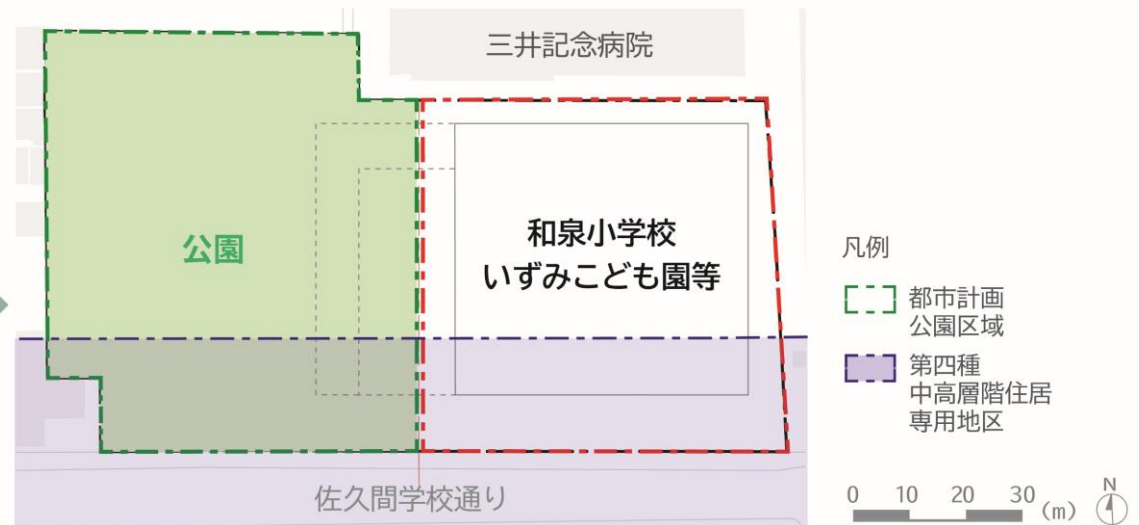 三井記念病院
公園
和泉小学校
いずみこども園等
佐久間学校通り
凡例
都市計画
公園区域
第四種
中高層階住居
専用地区
0 10 20 30 (m)
N